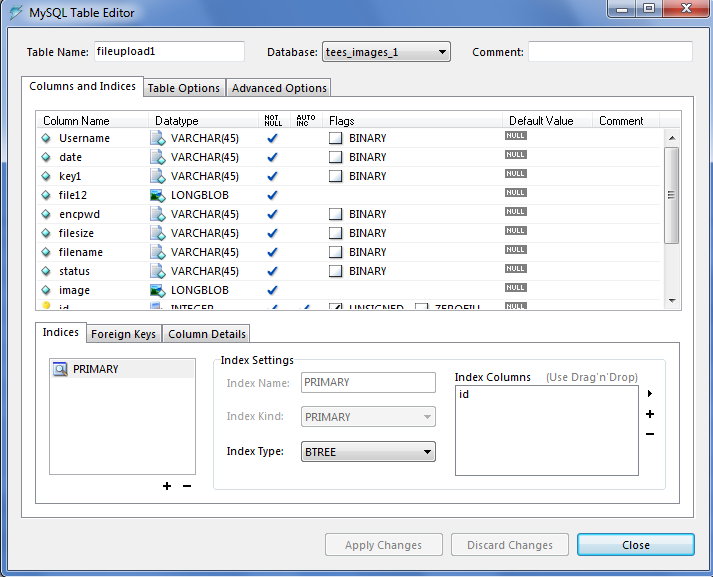 MySQL Table Editor
Table Name: fileupload1 Database: tees_images_1 Comment:
Columns and Indices Table Options Advanced Options
Column Name Datatype NOT NULL AUTO INC Flags Default Value Comment
Username VARCHAR(45) BINARY NULL
date VARCHAR(45) BINARY NULL
key1 VARCHAR(45) BINARY NULL
file12 LONGBLOB NULL
encpwd VARCHAR(45) BINARY NULL
filesize VARCHAR(45) BINARY NULL
filename VARCHAR(45) BINARY NULL
status VARCHAR(45) BINARY NULL
image LONGBLOB NULL
id INTEGER UNSIGNED ZEROFILL NULL
Indices Foreign Keys Column Details
PRIMARY
Index Settings
Index Name: PRIMARY
Index Kind: PRIMARY
Index Type: BTREE
Index Columns (Use Drag'n'Drop)
id
Apply Changes Discard Changes Close